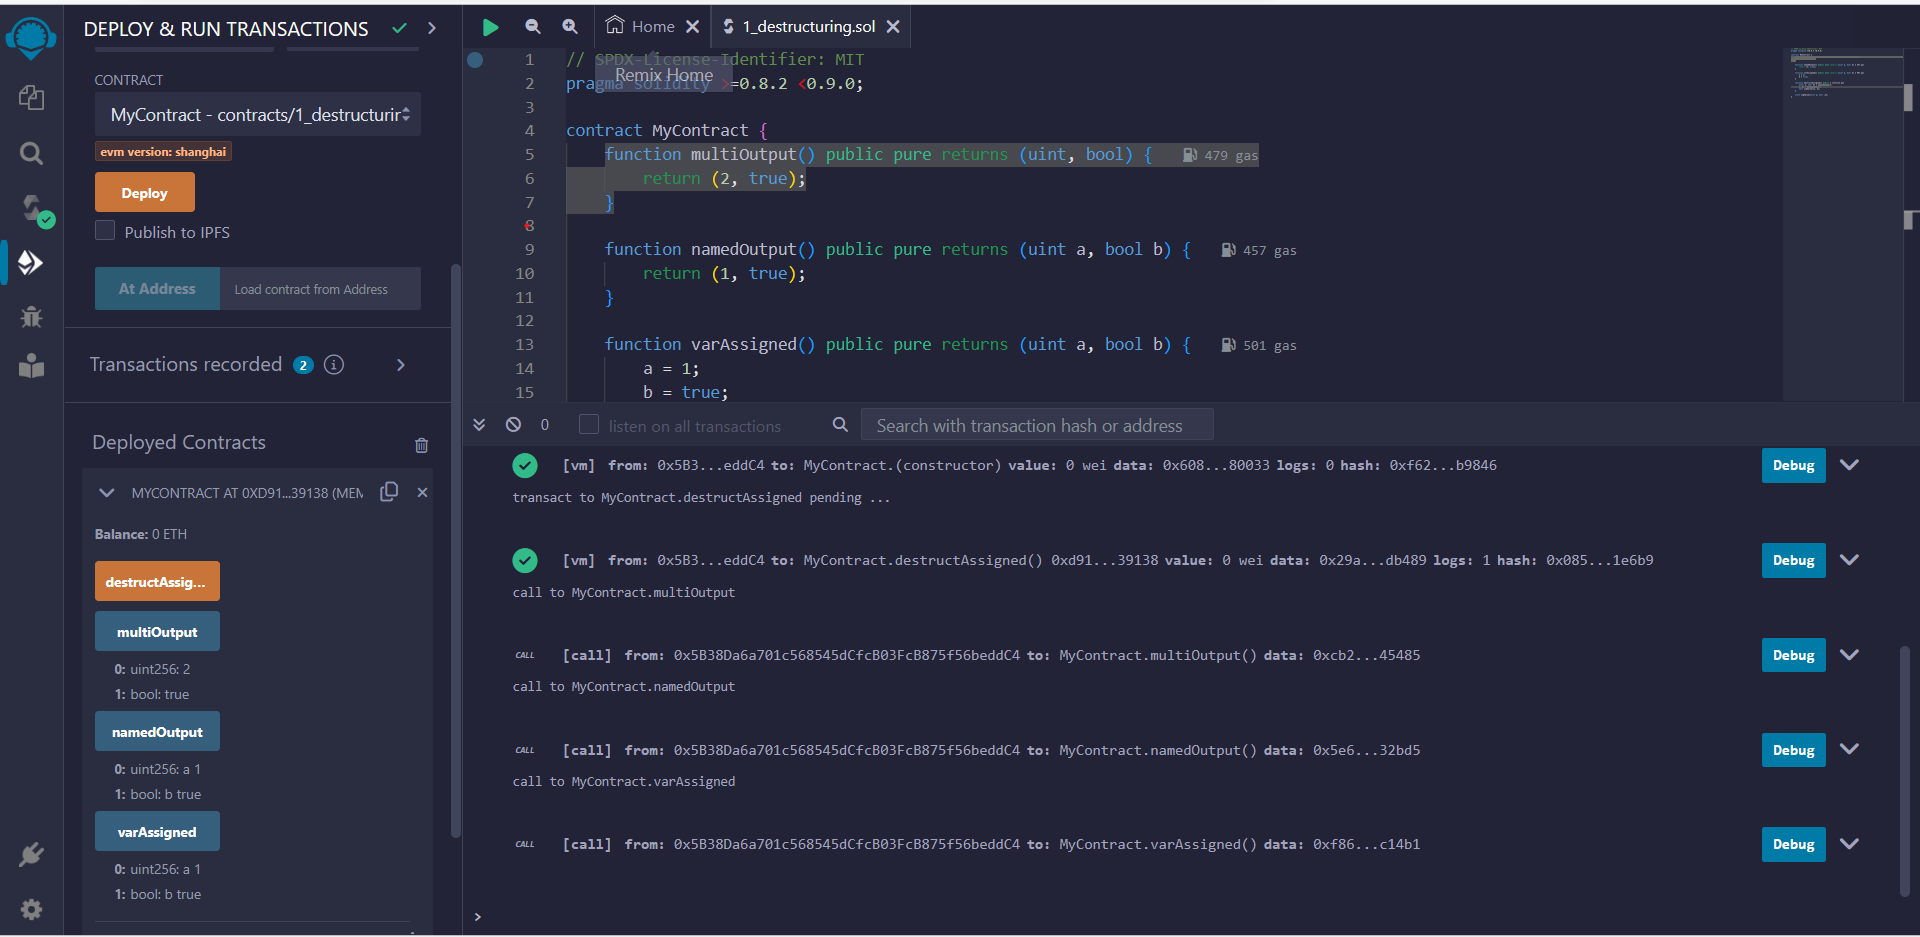 DEPLOY & RUN TRANSACTIONS
CONTRACT
MyContract - contracts/1_destructurir
evm version: shanghai
Deploy
Publish to IPFS
At Address
Load contract from Address
Transactions recorded 2 i
Deployed Contracts
MYCONTRACT AT 0XD91...39138 (MEM
Balance: 0 ETH
destructAssig...
multiOutput
0: uint256: 2
1: bool: true
namedOutput
0: uint256: a 1
1: bool: b true
varAssigned
0: uint256: a 1
1: bool: b true
Home
1_destructuring.sol
Remix Home
1 // SPDX-License-Identifier: MIT
2 pragma solidity >=0.8.2 <0.9.0;
3
4 contract MyContract {
5 function multiOutput() public pure returns (uint, bool) { 479 gas
6 return (2, true);
7 }
8
9 function namedOutput() public pure returns (uint a, bool b) { 457 gas
10 return (1, true);
11 }
12
13 function varAssigned() public pure returns (uint a, bool b) { 501 gas
14 a = 1;
15 b = true;
0
listen on all transactions
Search with transaction hash or address
[vm] from: 0x5B3...eddC4 to: MyContract.(constructor) value: 0 wei data: 0x608...80033 logs: 0 hash: 0xf62...b9846
Debug
transact to MyContract.destructAssigned pending ...
[vm] from: 0x5B3...eddC4 to: MyContract.destructAssigned() 0xd91...39138 value: 0 wei data: 0x29a...db489 logs: 1 hash: 0x085...1e6b9
Debug
call to MyContract.multiOutput
CALL [call] from: 0x5B38Da6a701c568545dCfcB03FcB875f56beddC4 to: MyContract.multiOutput() data: 0xcb2...45485
Debug
call to MyContract.namedOutput
CALL [call] from: 0x5B38Da6a701c568545dCfcB03FcB875f56beddC4 to: MyContract.namedOutput() data: 0x5e6...32bd5
Debug
call to MyContract.varAssigned
CALL [call] from: 0x5B38Da6a701c568545dCfcB03FcB875f56beddC4 to: MyContract.varAssigned() data: 0xf86...c14b1
Debug
>